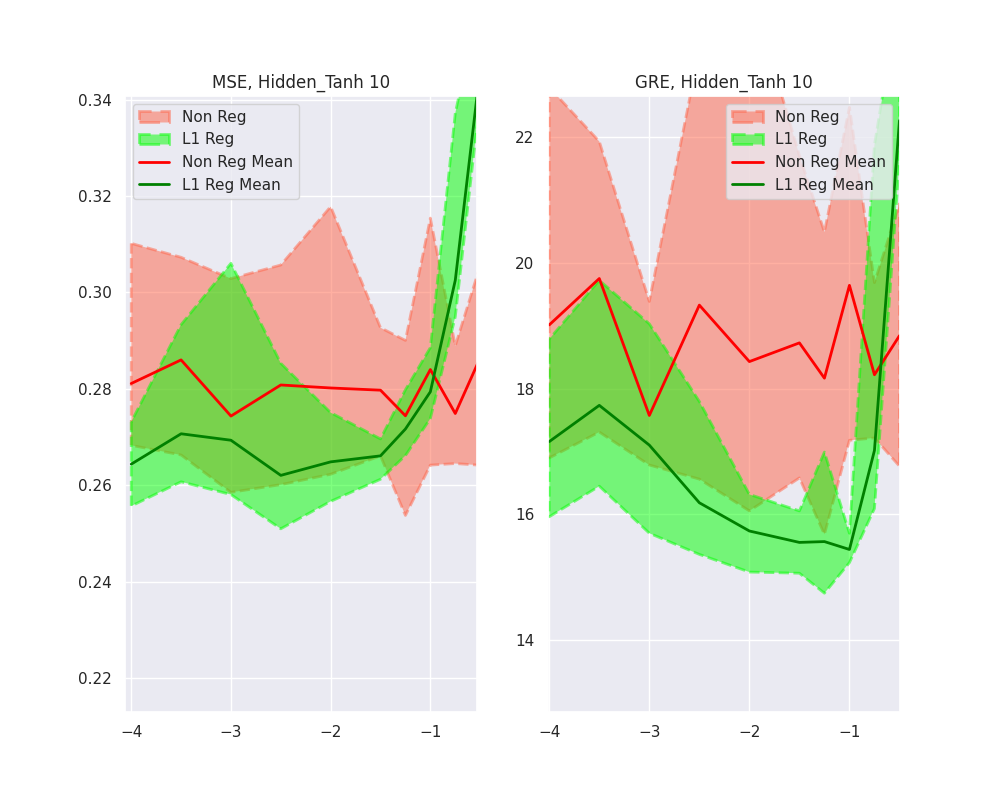 MSE, Hidden_Tanh 10
0.34
0.32
0.30
0.28
0.26
0.24
0.22
Non Reg
L1 Reg
Non Reg Mean
L1 Reg Mean
−4
−3
−2
−1
GRE, Hidden_Tanh 10
22
20
18
16
14
Non Reg
L1 Reg
Non Reg Mean
L1 Reg Mean
−4
−3
−2
−1